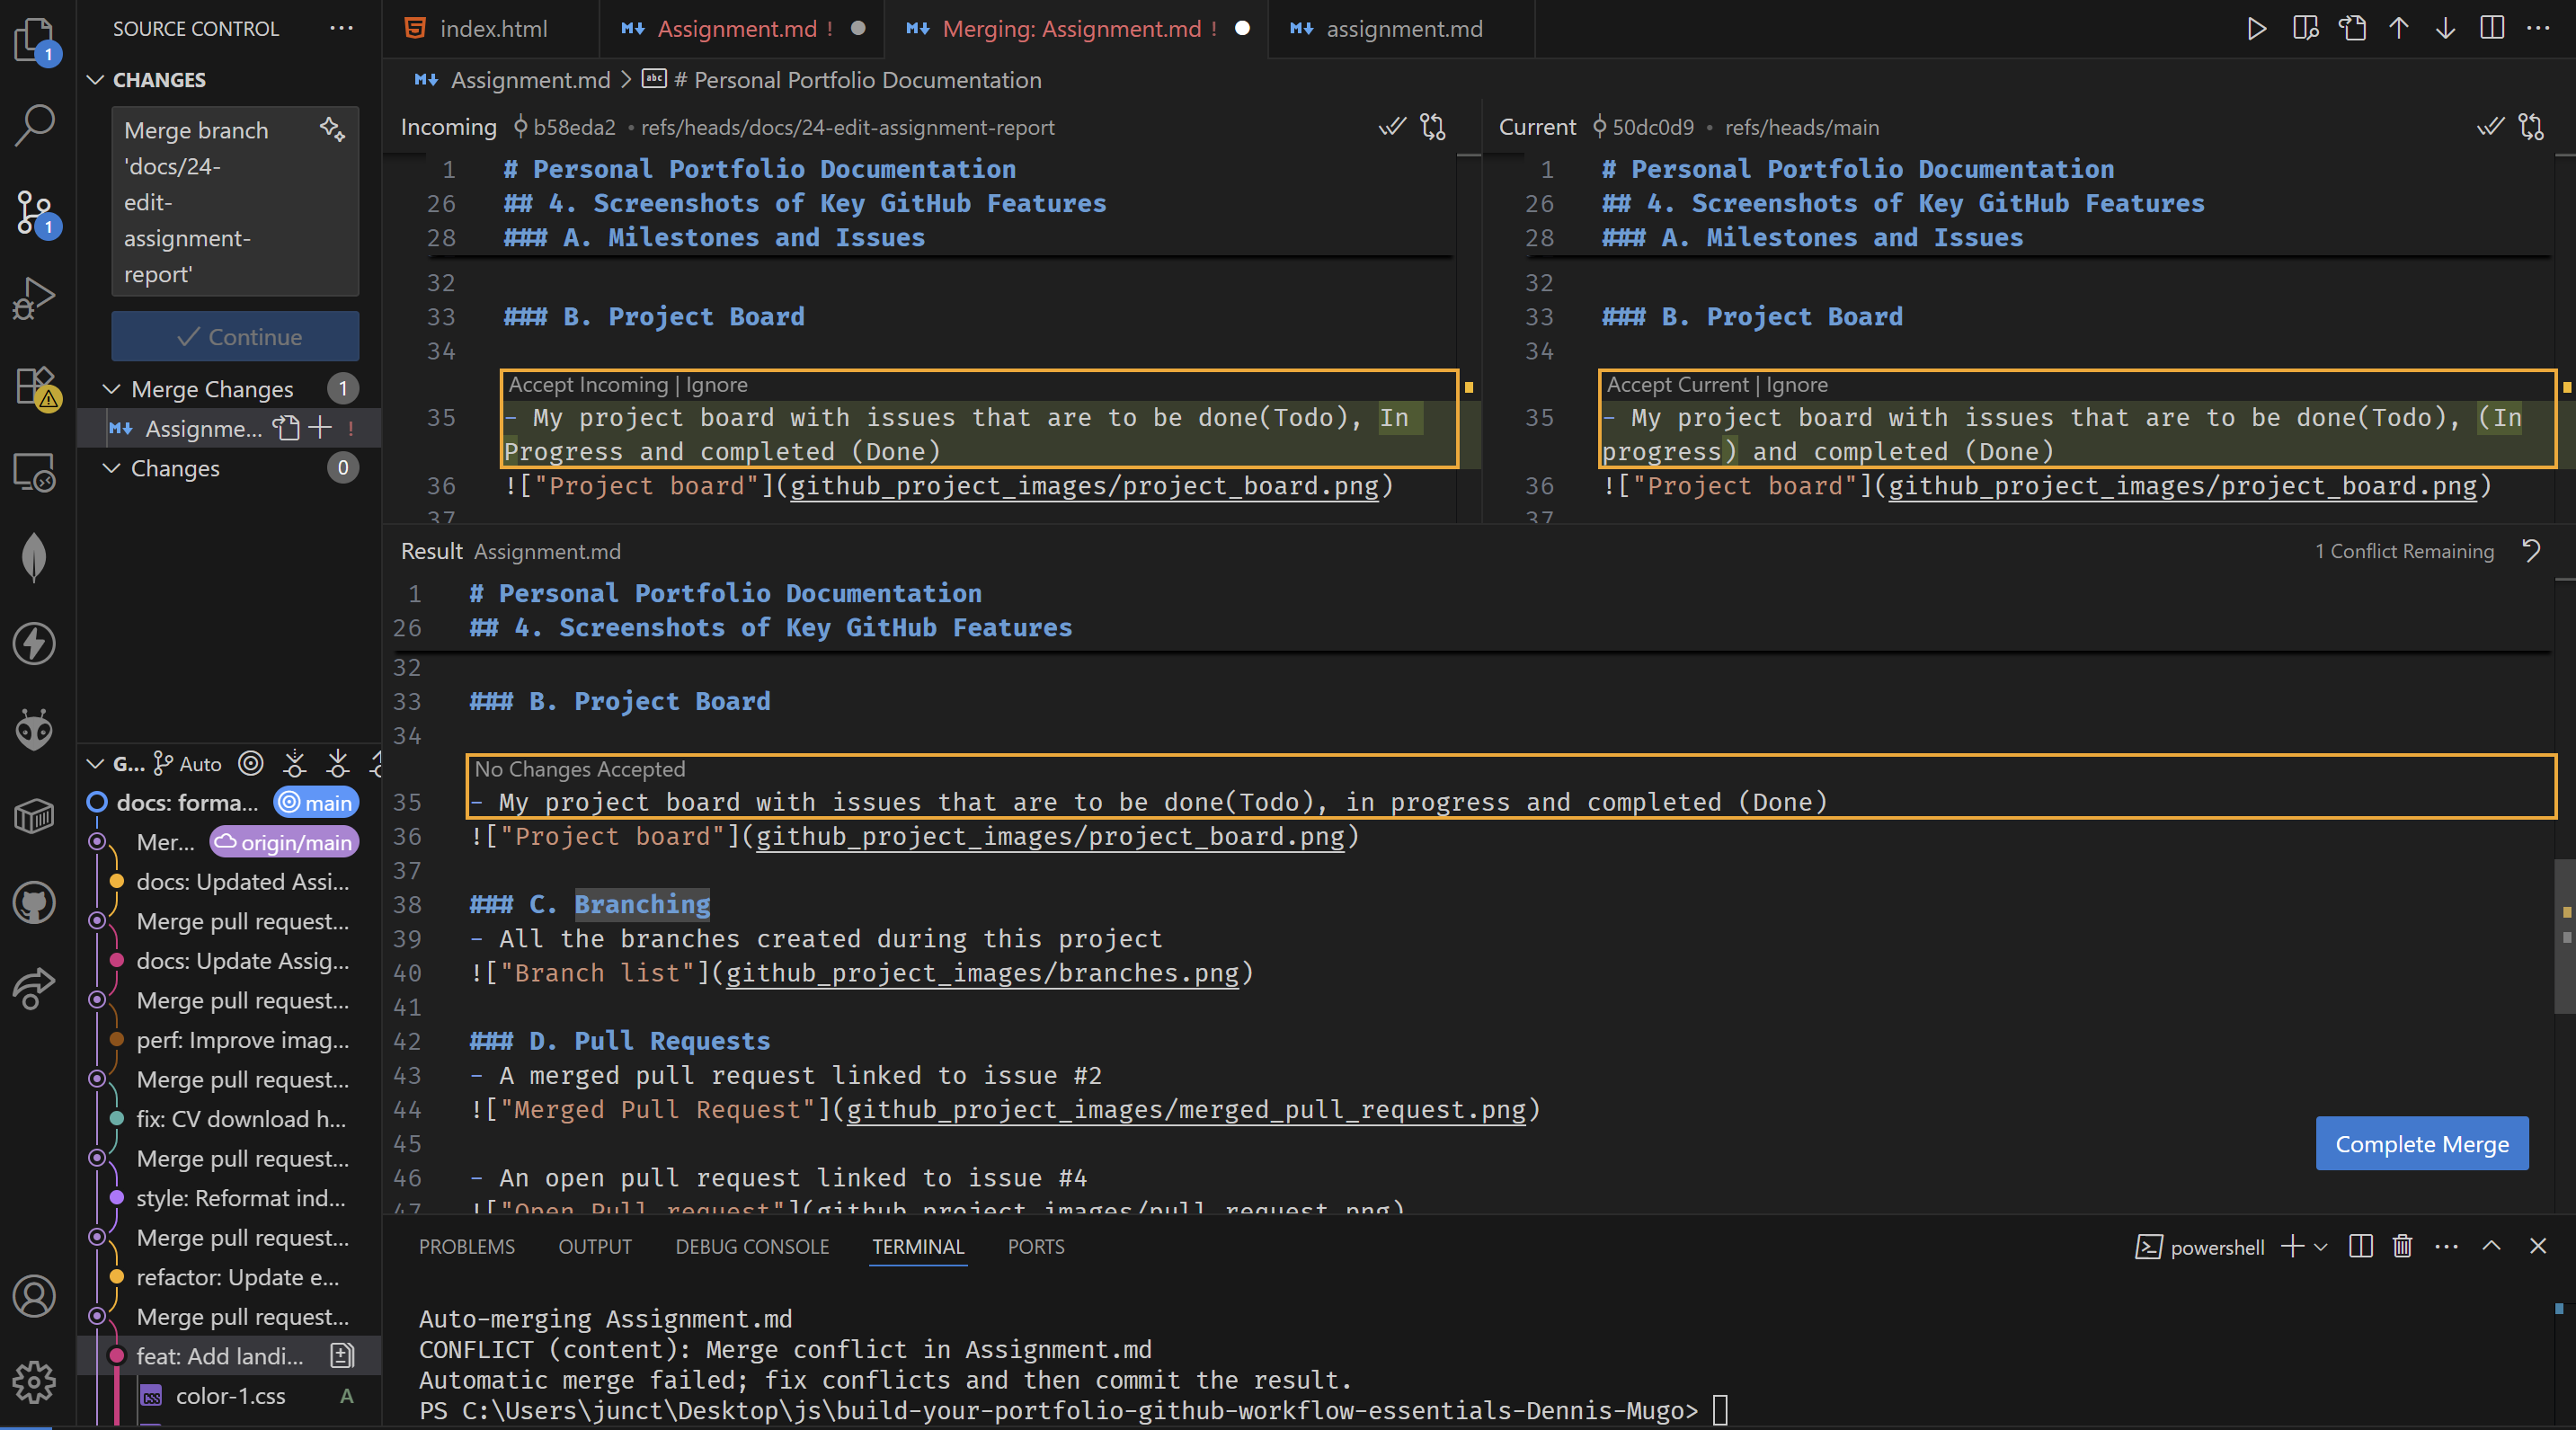 SOURCE CONTROL
CHANGES
Merge branch
'docs/24-
edit-
assignment-
report'
Continue
Merge Changes 1
Assignme... !
Changes 0
G... Auto
docs: forma... main
Mer... origin/main
docs: Updated Assi...
Merge pull request...
docs: Update Assig...
Merge pull request...
perf: Improve imag...
Merge pull request...
fix: CV download h...
Merge pull request...
style: Reformat ind...
Merge pull request...
refactor: Update e...
Merge pull request...
feat: Add landi...
color-1.css A
1
1
index.html
Assignment.md !
Merging: Assignment.md !
assignment.md
Assignment.md > # Personal Portfolio Documentation
Incoming b58eda2 • refs/heads/docs/24-edit-assignment-report
1 # Personal Portfolio Documentation
26 ## 4. Screenshots of Key GitHub Features
28 ### A. Milestones and Issues
32
33 ### B. Project Board
34
Accept Incoming | Ignore
35 - My project board with issues that are to be done(Todo), In
Progress and completed (Done)
36 !["Project board"](github_project_images/project_board.png)
37
Current 50dc0d9 • refs/heads/main
1 # Personal Portfolio Documentation
26 ## 4. Screenshots of Key GitHub Features
28 ### A. Milestones and Issues
32
33 ### B. Project Board
34
Accept Current | Ignore
35 - My project board with issues that are to be done(Todo), (In
progress) and completed (Done)
36 !["Project board"](github_project_images/project_board.png)
37
Result Assignment.md
1 Conflict Remaining
1 # Personal Portfolio Documentation
26 ## 4. Screenshots of Key GitHub Features
32
33 ### B. Project Board
34
No Changes Accepted
35 - My project board with issues that are to be done(Todo), in progress and completed (Done)
36 !["Project board"](github_project_images/project_board.png)
37
38 ### C. Branching
39 - All the branches created during this project
40 !["Branch list"](github_project_images/branches.png)
41
42 ### D. Pull Requests
43 - A merged pull request linked to issue #2
44 !["Merged Pull Request"](github_project_images/merged_pull_request.png)
45
46 - An open pull request linked to issue #4
47 !["Open Pull request"](github_project_images/pull_request.png)
Complete Merge
PROBLEMS OUTPUT DEBUG CONSOLE TERMINAL PORTS
powershell
Auto-merging Assignment.md
CONFLICT (content): Merge conflict in Assignment.md
Automatic merge failed; fix conflicts and then commit the result.
PS C:\Users\junct\Desktop\js\build-your-portfolio-github-workflow-essentials-Dennis-Mugo>